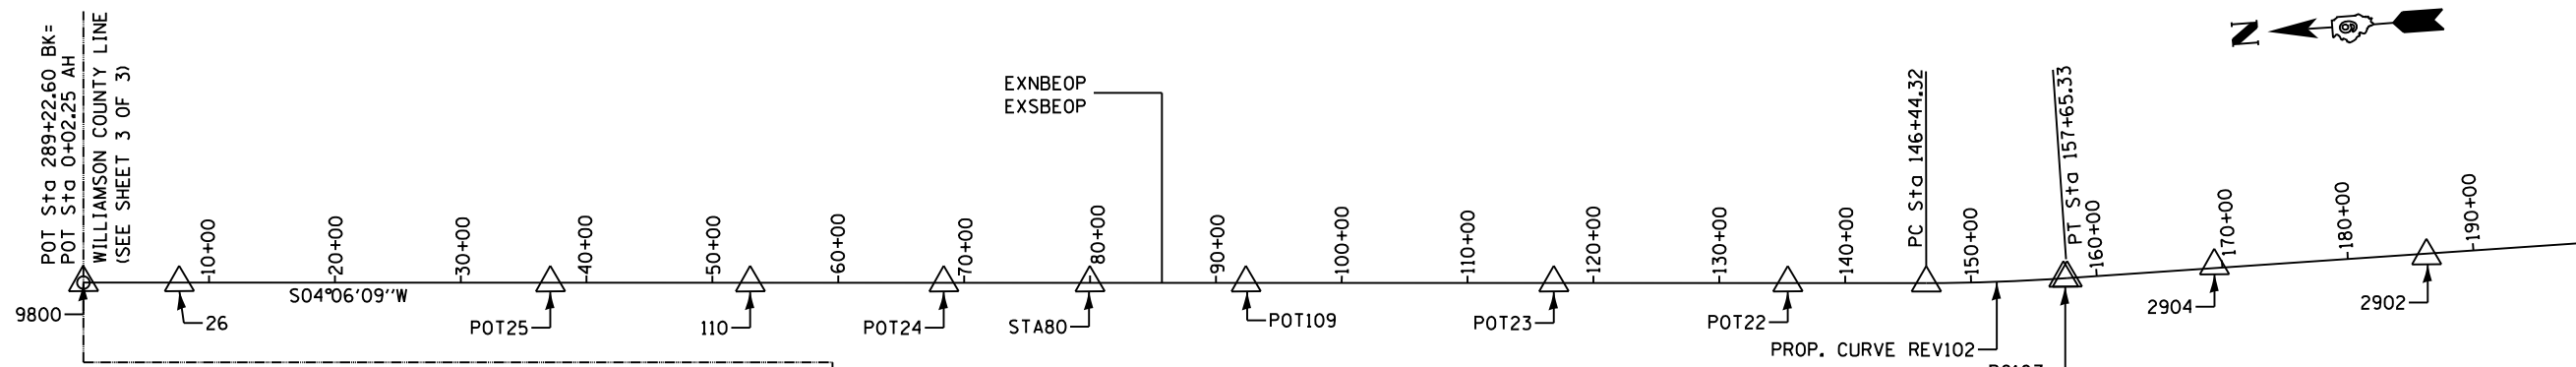 POT Sta 289+22.60 BK=
POT Sta 0+02.25 AH
WILLIAMSON COUNTY LINE
(SEE SHEET 3 OF 3)
EXNBEOP
EXSBEOP
PC Sta 146+44.32
PT Sta 157+65.33
N
69
10+00
20+00
30+00
40+00
50+00
60+00
70+00
80+00
90+00
100+00
110+00
120+00
130+00
140+00
150+00
160+00
170+00
180+00
190+00
S04°06'09"W
9800
26
POT25
110
POT24
STA80
POT109
POT23
POT22
PROP. CURVE REV102
2904
2902